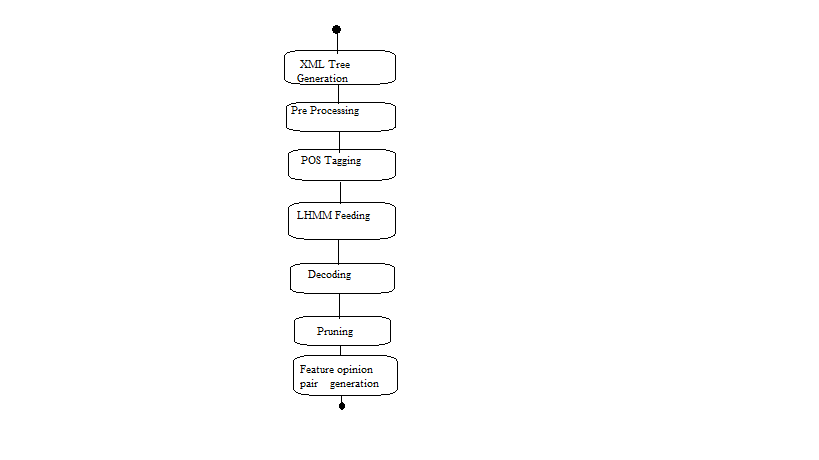 XML Tree
Generation
Pre Processing
POS Tagging
LHMM Feeding
Decoding
Pruning
Feature opinion
pair generation